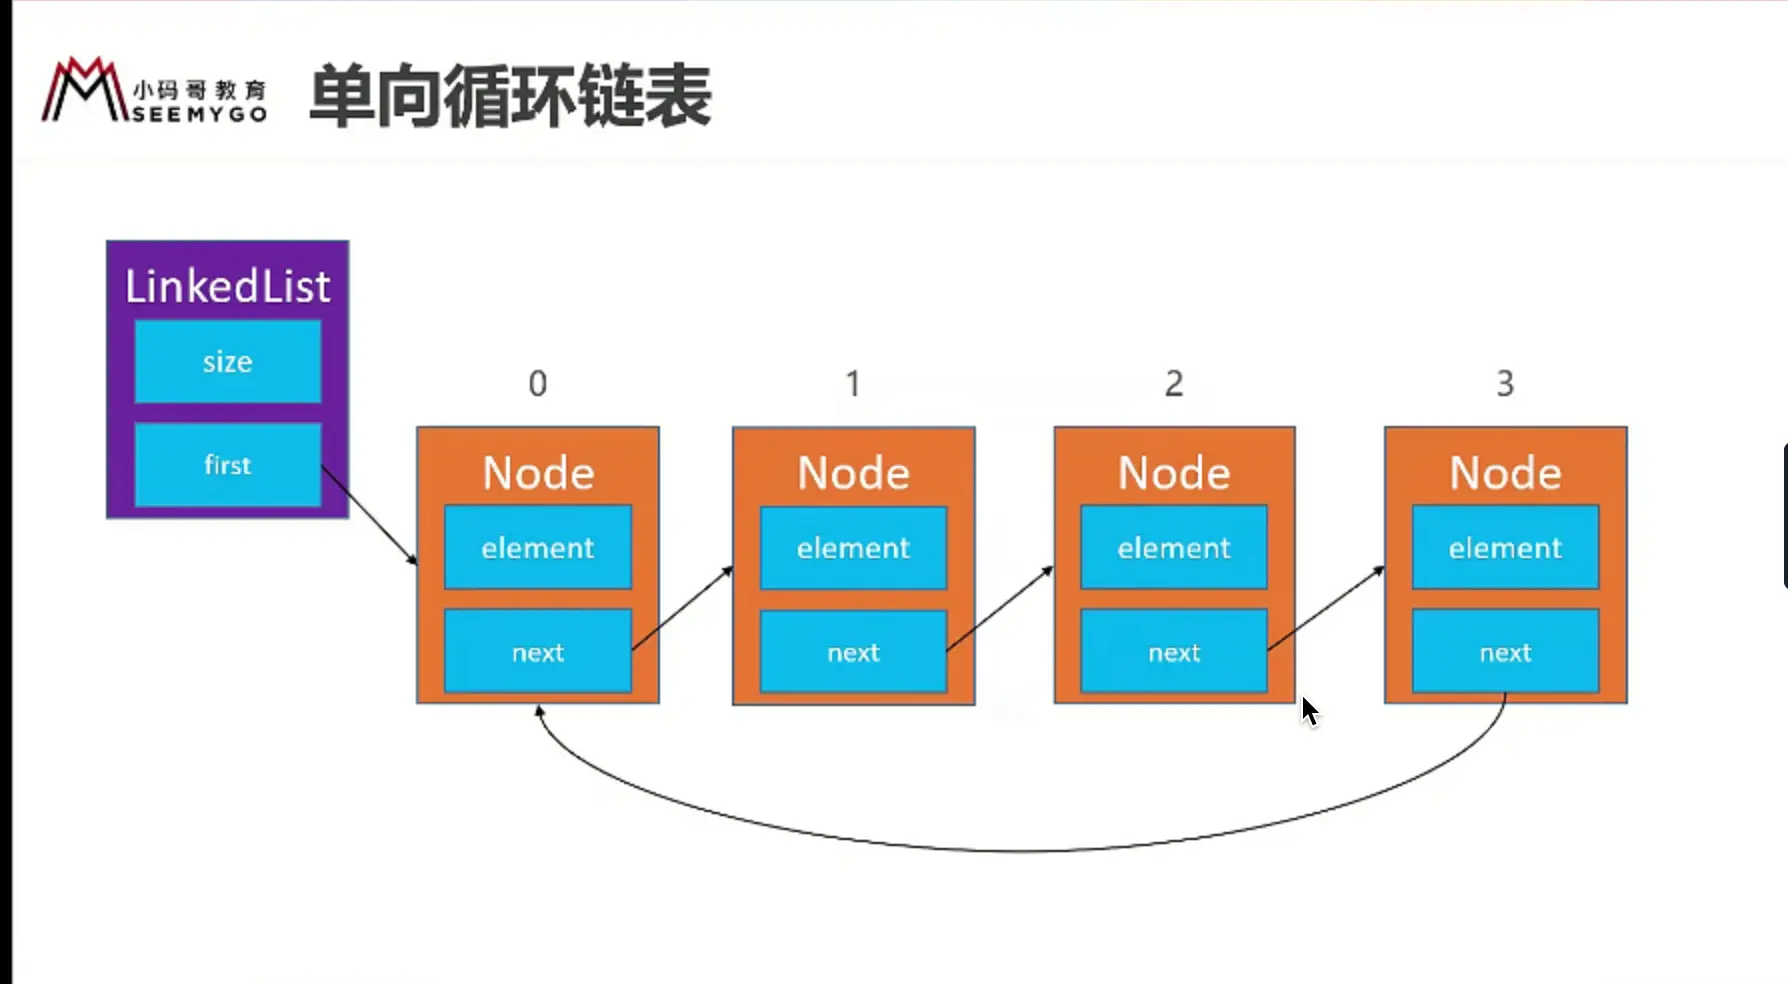 小码哥教育
SEEMYGO
单向循环链表
LinkedList
size
first
0 1 2 3
Node Node Node Node
element element element element
next next next next